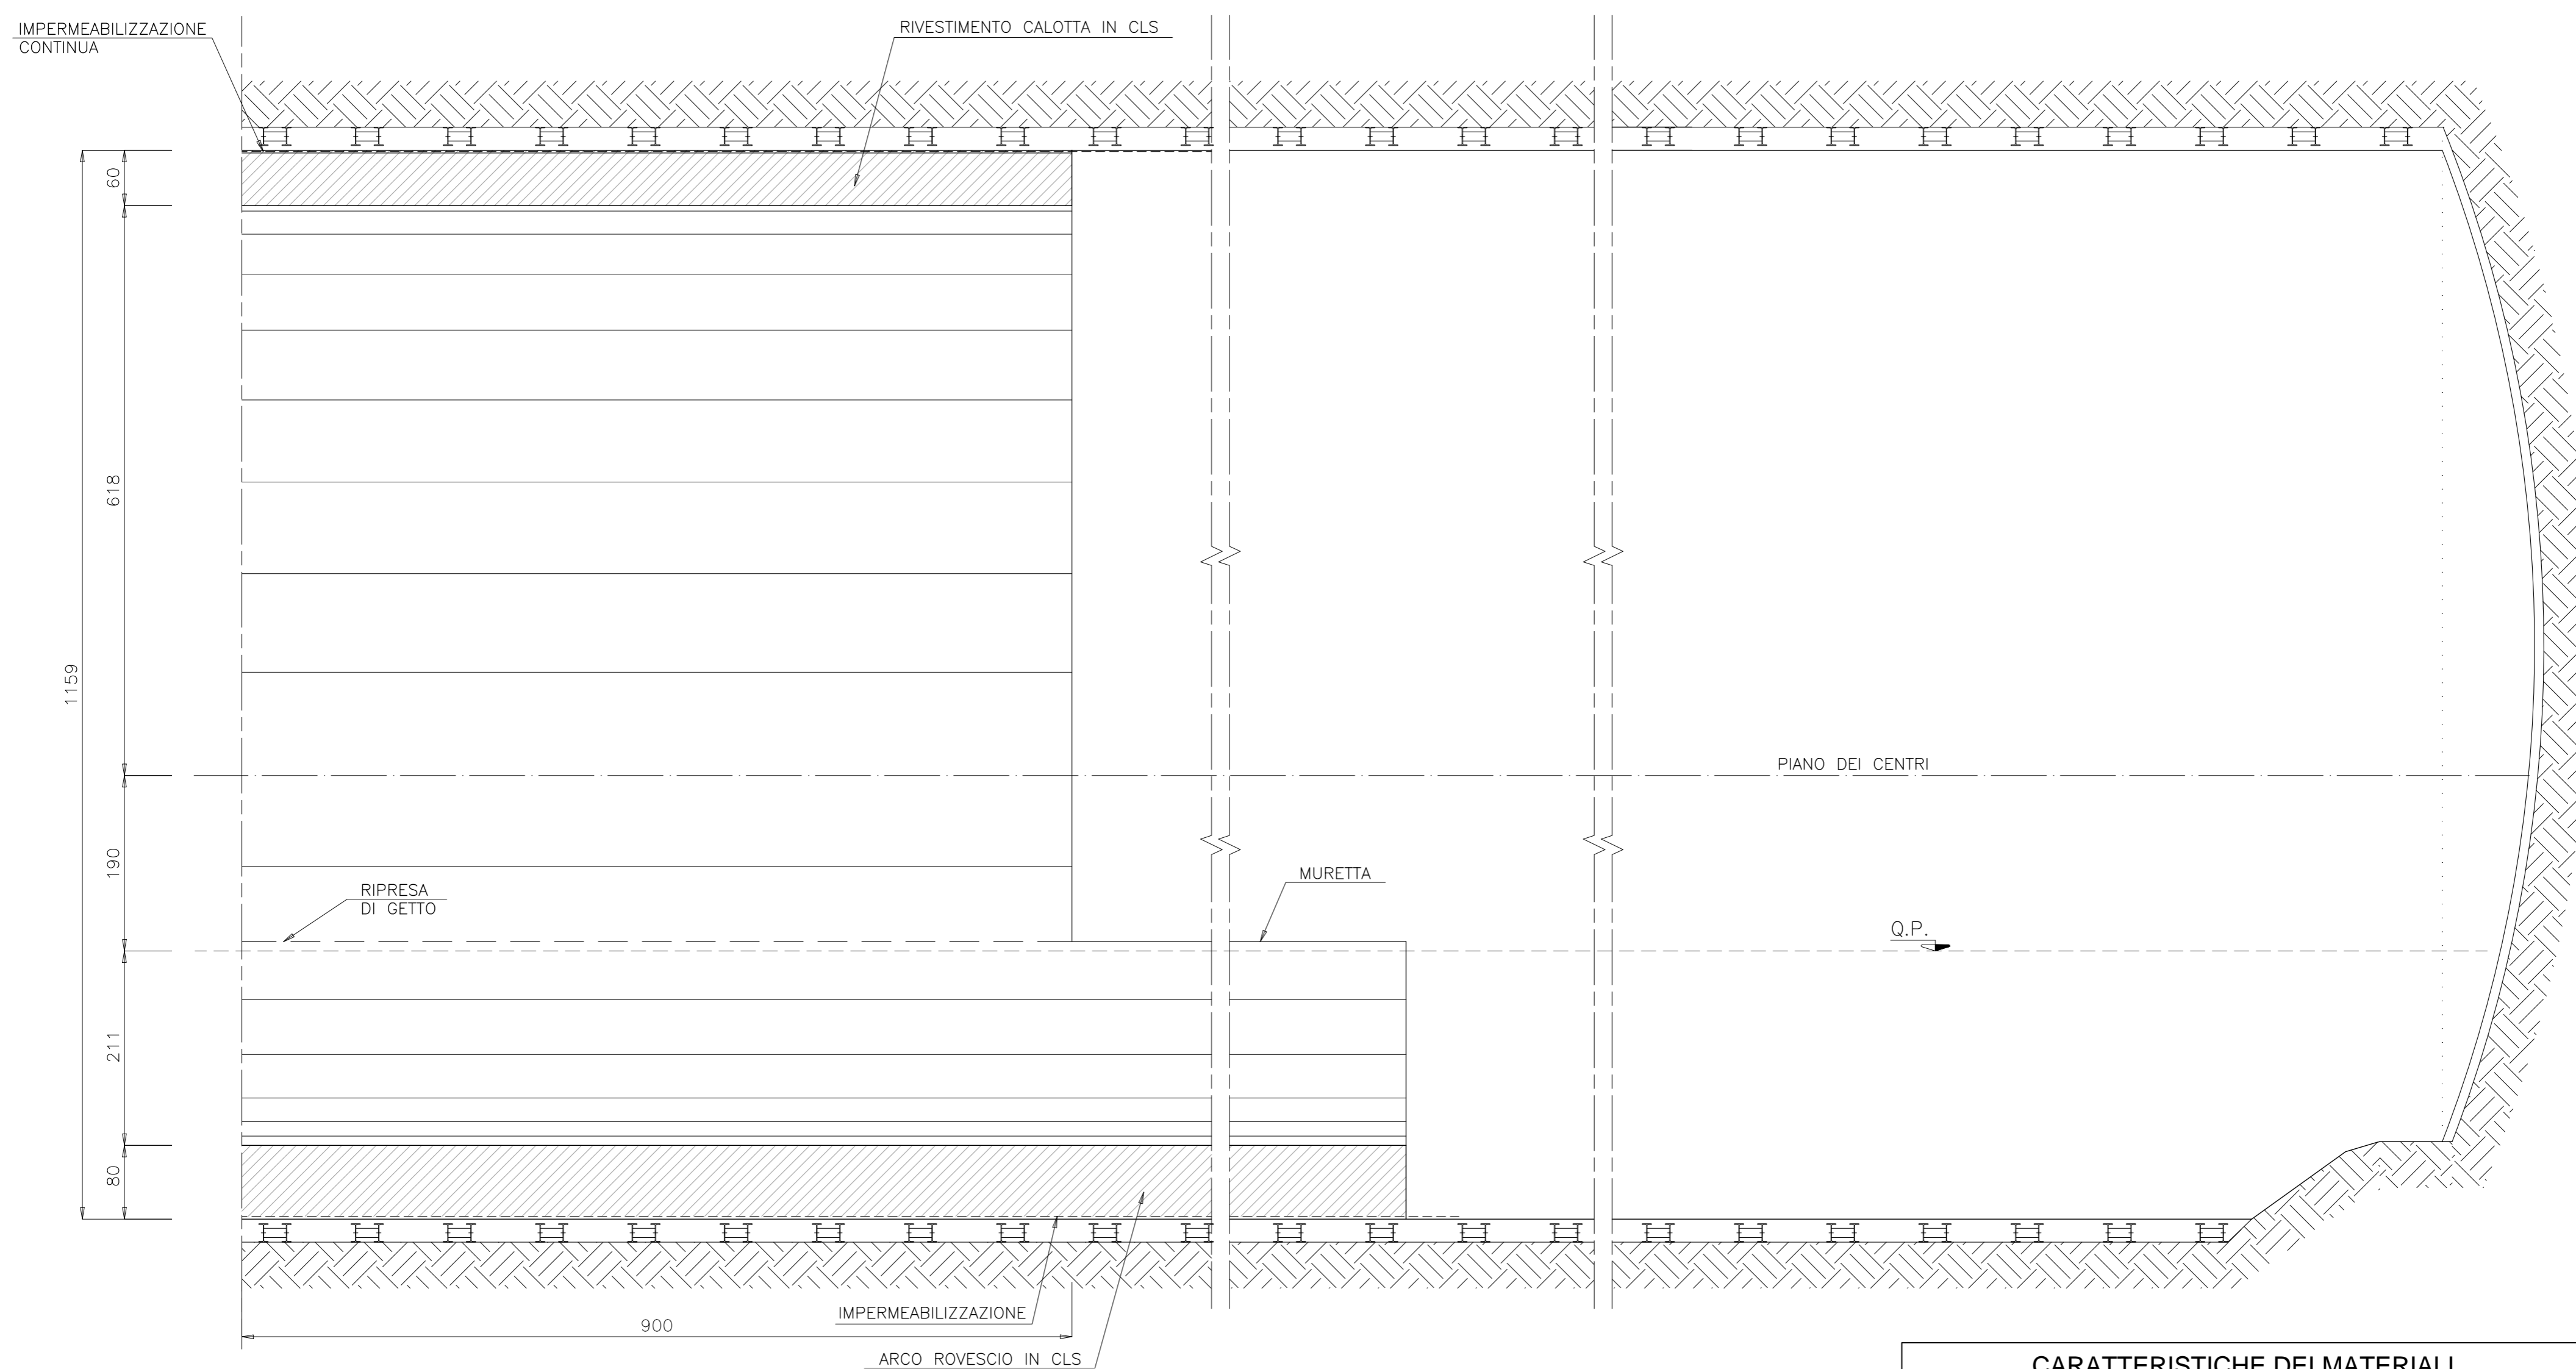 IMPERMEABILIZZAZIONE
CONTINUA
RIVESTIMENTO CALOTTA IN CLS
60
618
1159
PIANO DEI CENTRI
190
MURETTA
RIPRESA
DI GETTO
Q.P.
211
80
IMPERMEABILIZZAZIONE
900
ARCO ROVESCIO IN CLS
CARATTERISTICHE DEI MATERIALI